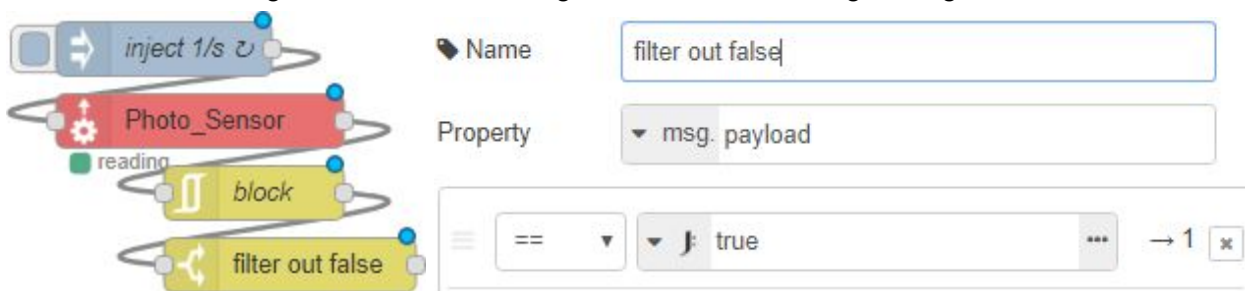 inject 1/s ↻
Photo_Sensor
reading
block
filter out false
Name
filter out false
Property
msg. payload
==
J: true
→ 1